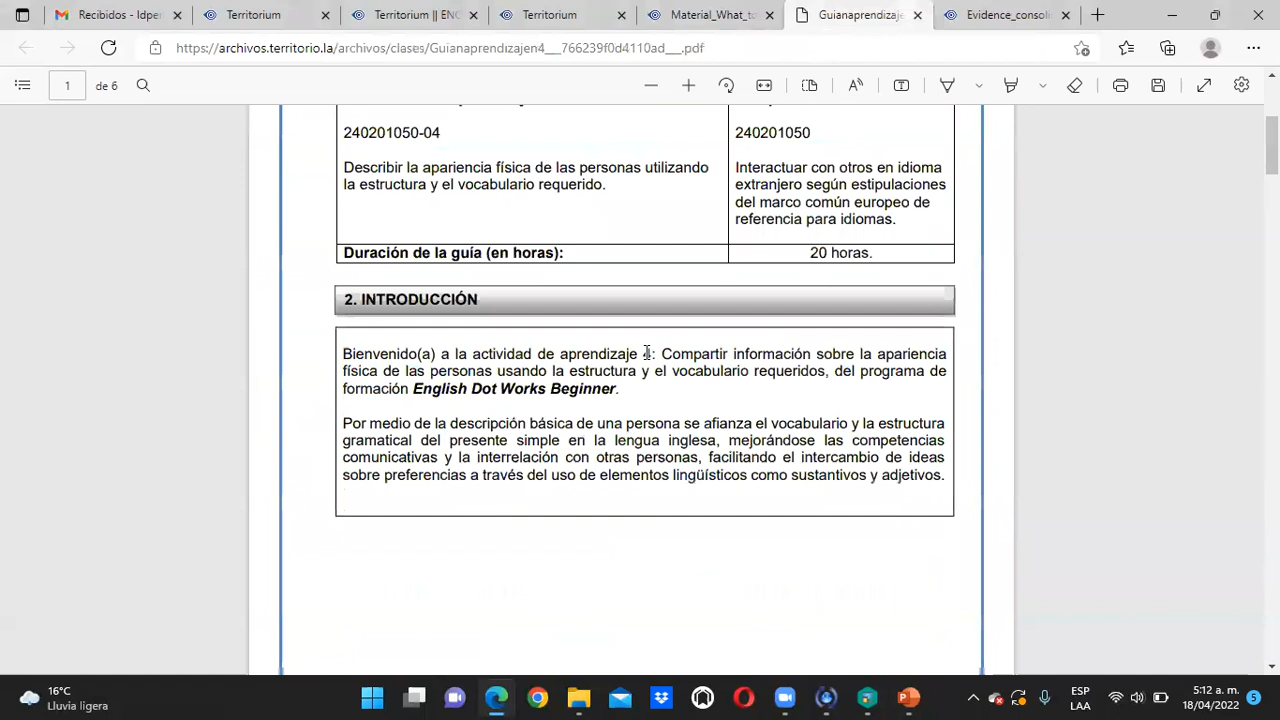 Recibidos - Idper
Territorium
Territorium || ENG
Territorium
Material_What_ta
Guianaprendizaje
Evidence_consoli
https://archivos.territorio.la/archivos/clases/Guianaprendizajen4___766239f0d4110ad___.pdf
1 de 6
240201050-04
240201050
Describir la apariencia física de las personas utilizando
la estructura y el vocabulario requerido.
Interactuar con otros en idioma
extranjero según estipulaciones
del marco común europeo de
referencia para idiomas.
Duración de la guía (en horas):
20 horas.
2. INTRODUCCIÓN
Bienvenido(a) a la actividad de aprendizaje : Compartir información sobre la apariencia
física de las personas usando la estructura y el vocabulario requeridos, del programa de
formación English Dot Works Beginner.
Por medio de la descripción básica de una persona se afianza el vocabulario y la estructura
gramatical del presente simple en la lengua inglesa, mejorándose las competencias
comunicativas y la interrelación con otras personas, facilitando el intercambio de ideas
sobre preferencias a través del uso de elementos lingüísticos como sustantivos y adjetivos.
16°C
Lluvia ligera
ESP
LAA
5:12 a. m.
18/04/2022
5